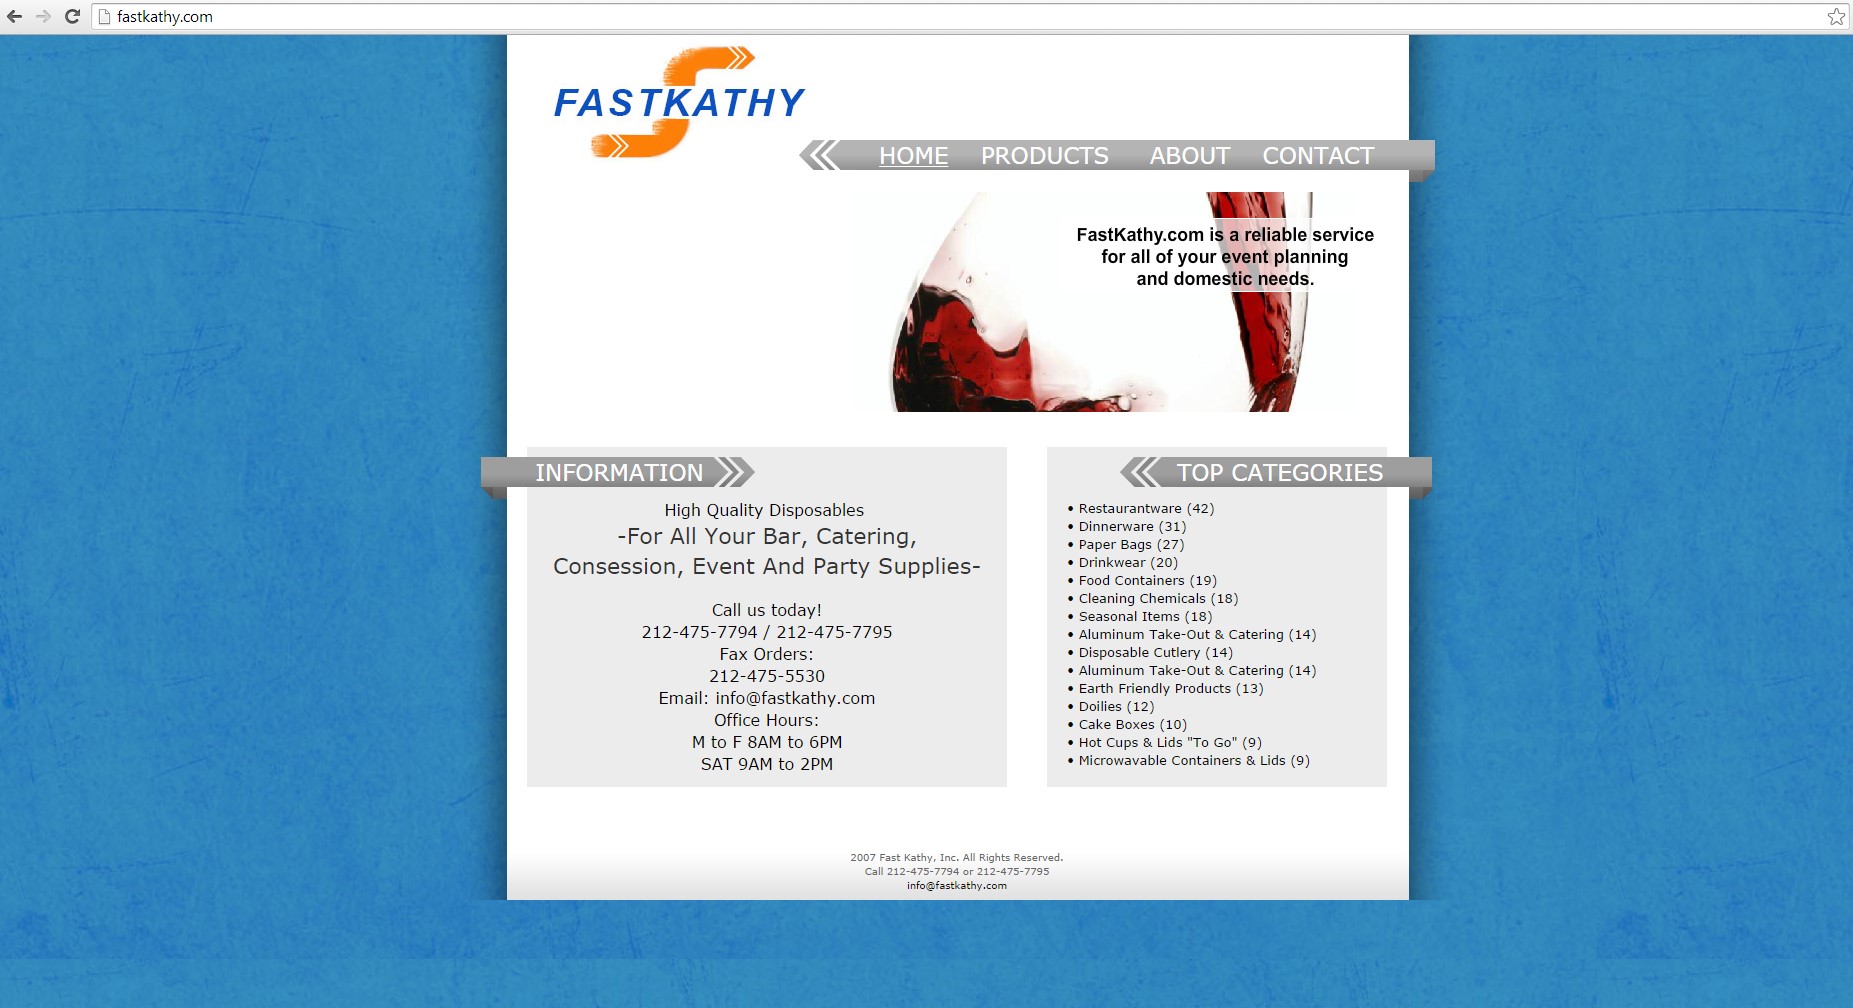 fastkathy.com
FASTKATHY
HOME PRODUCTS ABOUT CONTACT
FastKathy.com is a reliable service
for all of your event planning
and domestic needs.
INFORMATION
High Quality Disposables
-For All Your Bar, Catering,
Consession, Event And Party Supplies-
Call us today!
212-475-7794 / 212-475-7795
Fax Orders:
212-475-5530
Email: info@fastkathy.com
Office Hours:
M to F 8AM to 6PM
SAT 9AM to 2PM
TOP CATEGORIES
• Restaurantware (42)
• Dinnerware (31)
• Paper Bags (27)
• Drinkwear (20)
• Food Containers (19)
• Cleaning Chemicals (18)
• Seasonal Items (18)
• Aluminum Take-Out & Catering (14)
• Disposable Cutlery (14)
• Aluminum Take-Out & Catering (14)
• Earth Friendly Products (13)
• Doilies (12)
• Cake Boxes (10)
• Hot Cups & Lids "To Go" (9)
• Microwavable Containers & Lids (9)
2007 Fast Kathy, Inc. All Rights Reserved.
Call 212-475-7794 or 212-475-7795
info@fastkathy.com